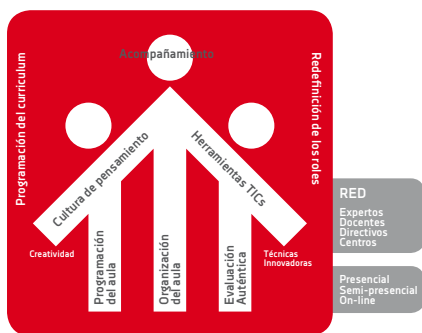 Acompañamiento
Programación del curriculum
Redefinición de los roles
Cultura de pensamiento
Herramientas TICs
Creatividad
Programación
del aula
Organización
del aula
Evaluación
Auténtica
Técnicas
Innovadoras
RED
Expertos
Docentes
Directivos
Centros
Presencial
Semi-presencial
On-line